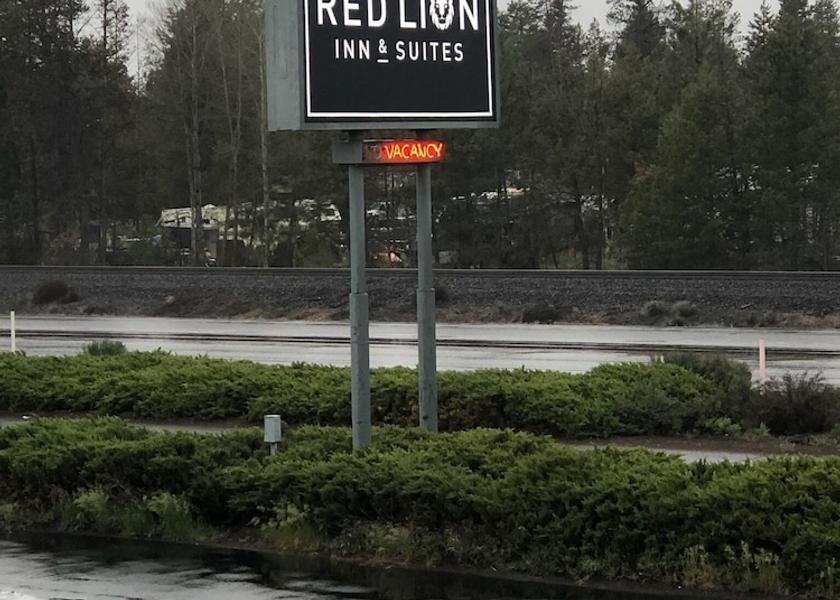 RED LION
INN & SUITES
VACANCY